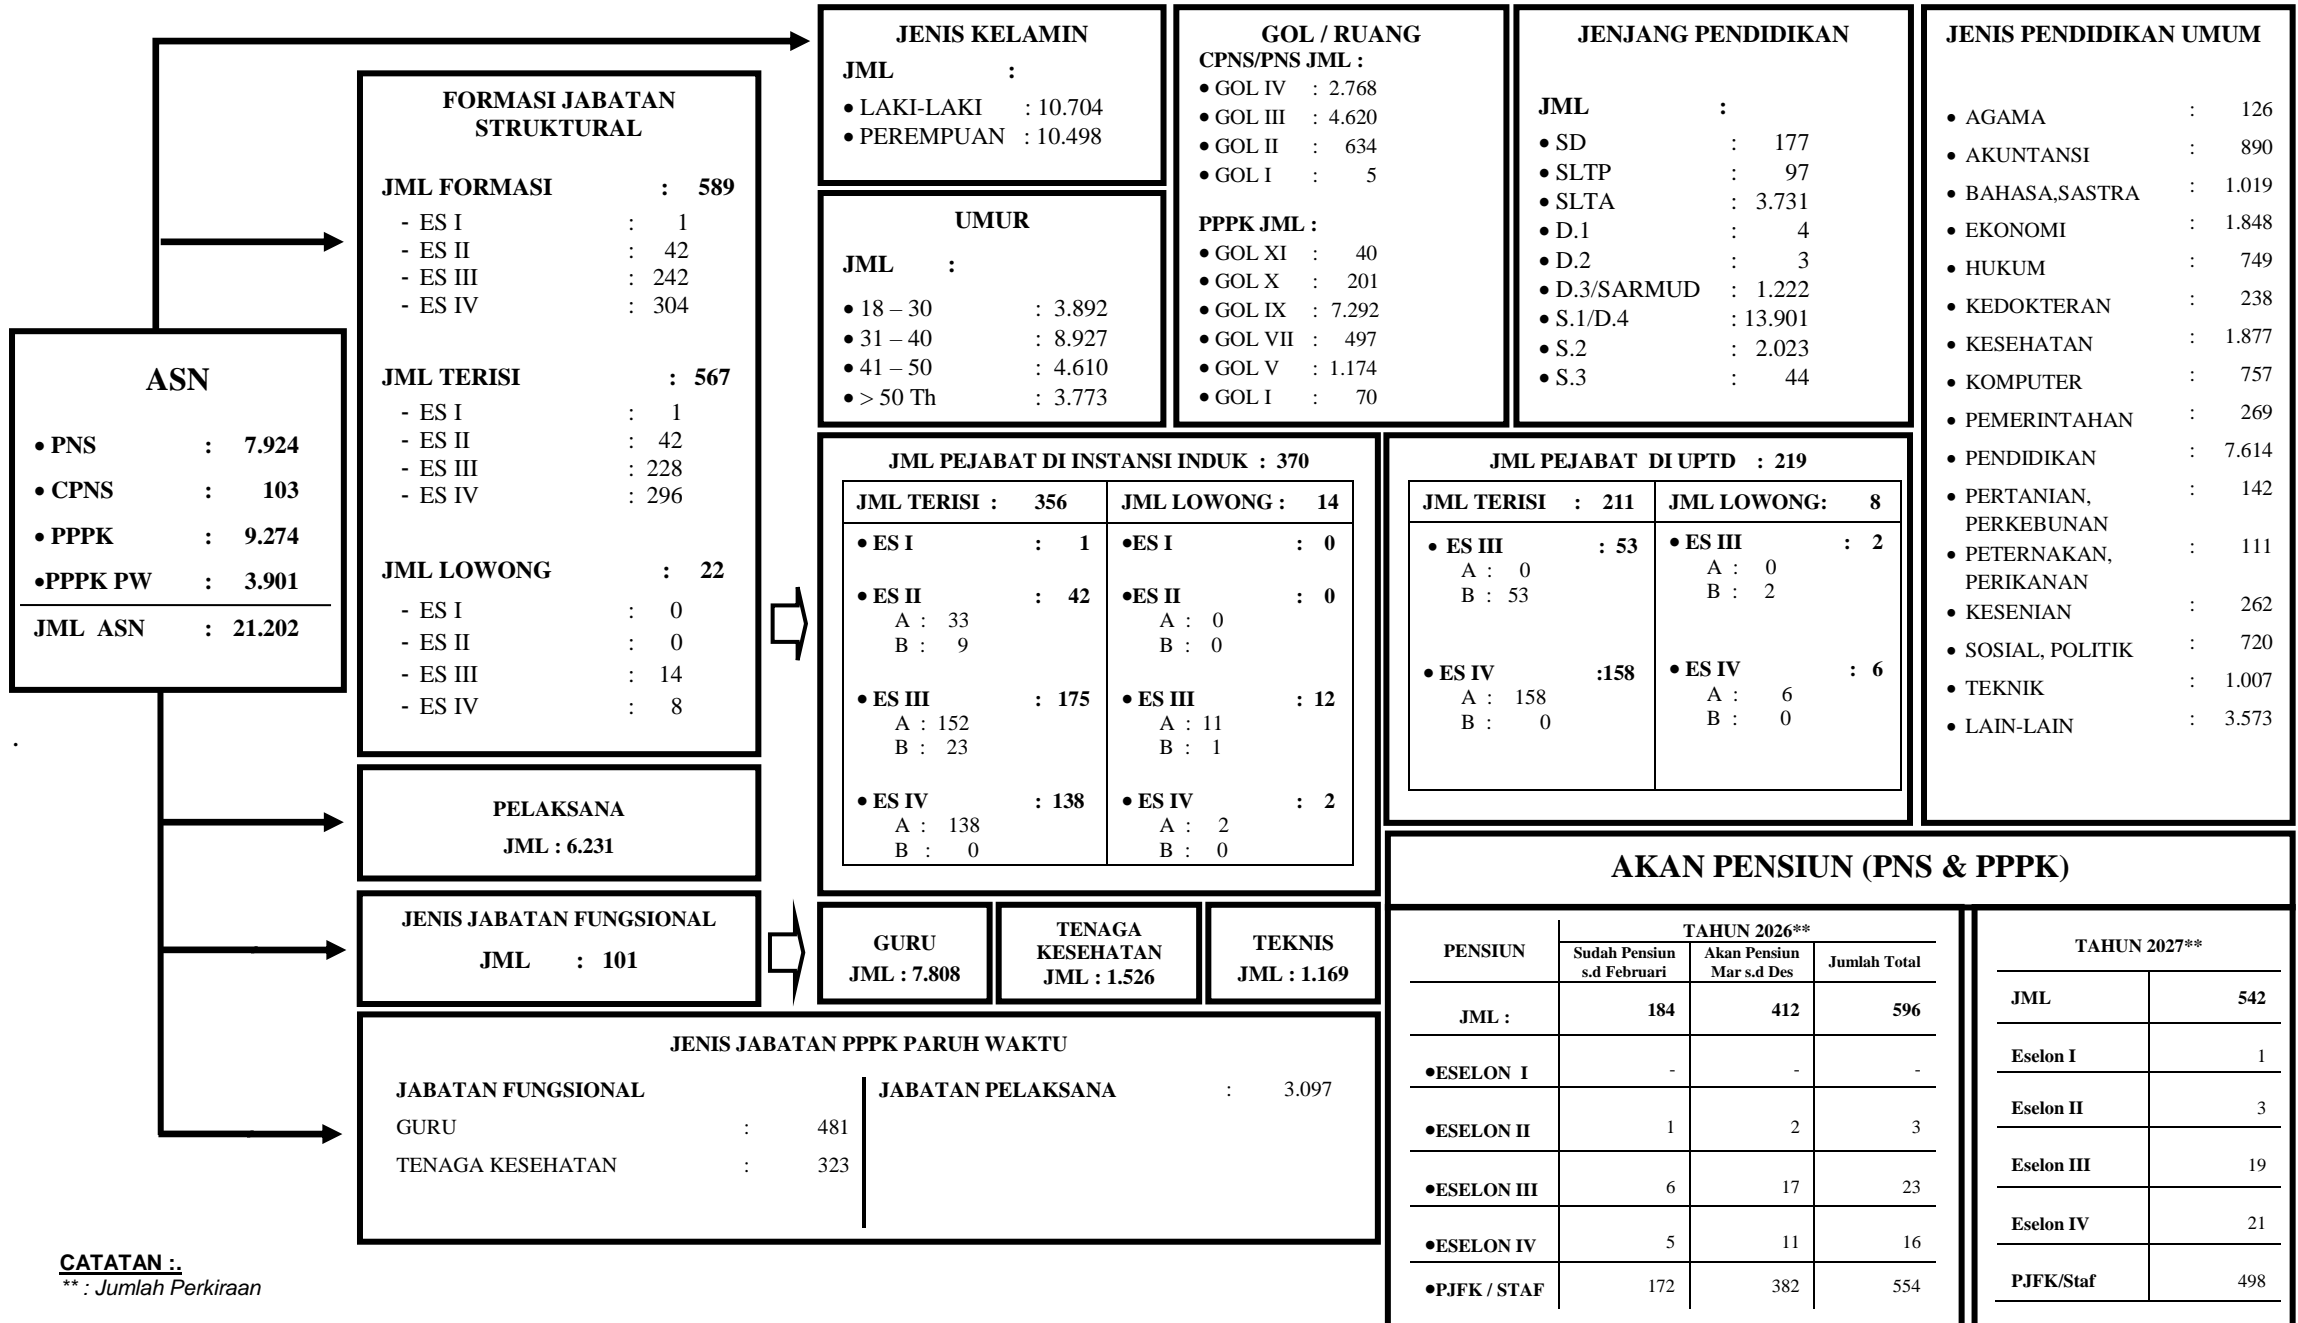 ASN
• PNS : 7.924
• CPNS : 103
• PPPK : 9.274
•PPPK PW : 3.901
JML ASN : 21.202
.
FORMASI JABATAN
STRUKTURAL
JML FORMASI : 589
- ES I : 1
- ES II : 42
- ES III : 242
- ES IV : 304
JML TERISI : 567
- ES I : 1
- ES II : 42
- ES III : 228
- ES IV : 296
JML LOWONG : 22
- ES I : 0
- ES II : 0
- ES III : 14
- ES IV : 8
PELAKSANA
JML : 6.231
JENIS JABATAN FUNGSIONAL
JML : 101
JENIS KELAMIN
JML :
• LAKI-LAKI : 10.704
• PEREMPUAN : 10.498
UMUR
JML :
• 18 – 30 : 3.892
• 31 – 40 : 8.927
• 41 – 50 : 4.610
• > 50 Th : 3.773
GOL / RUANG
CPNS/PNS JML :
• GOL IV : 2.768
• GOL III : 4.620
• GOL II : 634
• GOL I : 5
PPPK JML :
• GOL XI : 40
• GOL X : 201
• GOL IX : 7.292
• GOL VII : 497
• GOL V : 1.174
• GOL I : 70
JENJANG PENDIDIKAN
JML :
• SD : 177
• SLTP : 97
• SLTA : 3.731
• D.1 : 4
• D.2 : 3
• D.3/SARMUD : 1.222
• S.1/D.4 : 13.901
• S.2 : 2.023
• S.3 : 44
JENIS PENDIDIKAN UMUM
• AGAMA : 126
• AKUNTANSI : 890
• BAHASA,SASTRA : 1.019
• EKONOMI : 1.848
• HUKUM : 749
• KEDOKTERAN : 238
• KESEHATAN : 1.877
• KOMPUTER : 757
• PEMERINTAHAN : 269
• PENDIDIKAN : 7.614
• PERTANIAN, : 142
PERKEBUNAN
• PETERNAKAN, : 111
PERIKANAN
• KESENIAN : 262
• SOSIAL, POLITIK : 720
• TEKNIK : 1.007
• LAIN-LAIN : 3.573
JML PEJABAT DI INSTANSI INDUK : 370
JML TERISI : 356
• ES I : 1
• ES II : 42
A : 33
B : 9
• ES III : 175
A : 152
B : 23
• ES IV : 138
A : 138
B : 0
JML LOWONG : 14
•ES I : 0
•ES II : 0
A : 0
B : 0
• ES III : 12
A : 11
B : 1
• ES IV : 2
A : 2
B : 0
JML PEJABAT DI UPTD : 219
JML TERISI : 211
• ES III : 53
A : 0
B : 53
• ES IV :158
A : 158
B : 0
JML LOWONG: 8
• ES III : 2
A : 0
B : 2
• ES IV : 6
A : 6
B : 0
GURU
JML : 7.808
TENAGA
KESEHATAN
JML : 1.526
TEKNIS
JML : 1.169
JENIS JABATAN PPPK PARUH WAKTU
JABATAN FUNGSIONAL
GURU : 481
TENAGA KESEHATAN : 323
JABATAN PELAKSANA : 3.097
AKAN PENSIUN (PNS & PPPK)
PENSIUN
TAHUN 2026**
Sudah Pensiun
s.d Februari
Akan Pensiun
Mar s.d Des
Jumlah Total
JML : 184 412 596
•ESELON I - - -
•ESELON II 1 2 3
•ESELON III 6 17 23
•ESELON IV 5 11 16
•PJFK / STAF 172 382 554
TAHUN 2027**
JML 542
Eselon I 1
Eselon II 3
Eselon III 19
Eselon IV 21
PJFK/Staf 498
CATATAN :.
** : Jumlah Perkiraan